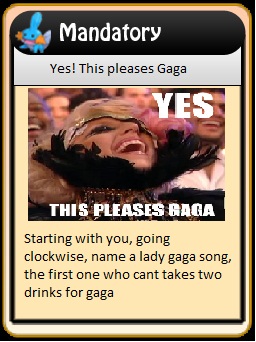 Mandatory
Yes! This pleases Gaga
YES
THIS PLEASES GAGA
Starting with you, going
clockwise, name a lady gaga song,
the first one who cant takes two
drinks for gaga